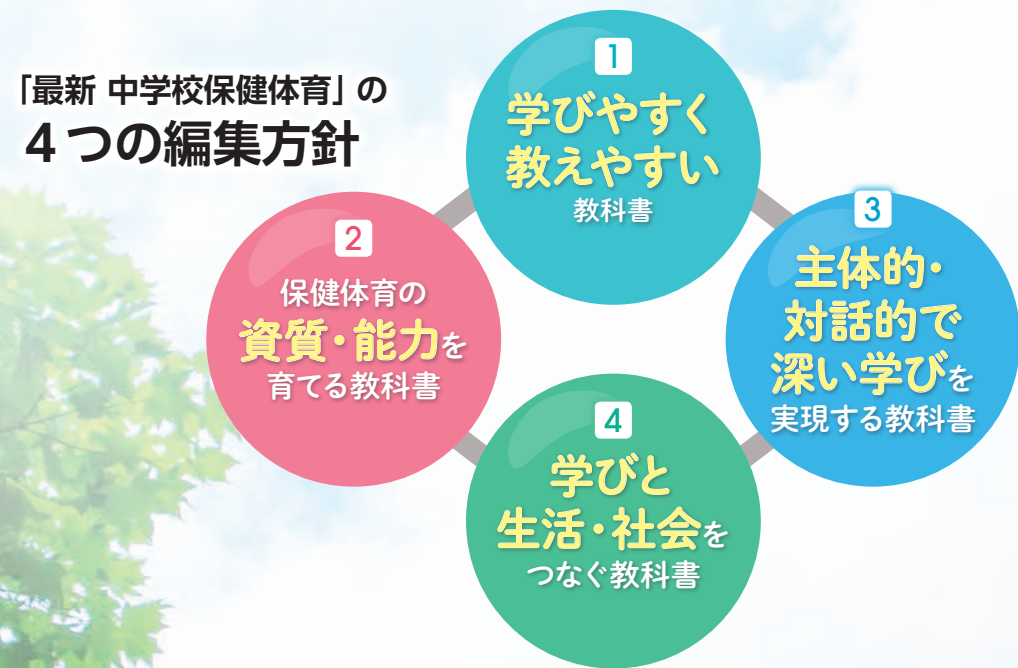 「最新 中学校保健体育」の
4つの編集方針
1
学びやすく
教えやすい
教科書
2
保健体育の
資質・能力を
育てる教科書
3
主体的・
対話的で
深い学びを
実現する教科書
4
学びと
生活・社会を
つなぐ教科書